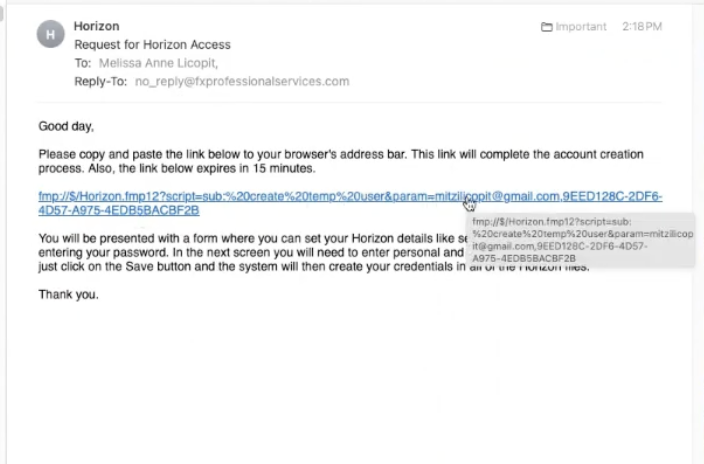 H
Horizon
Important 2:18 PM
Request for Horizon Access
To: Melissa Anne Licopit,
Reply-To: no_reply@fxprofessionalservices.com
Good day,
Please copy and paste the link below to your browser's address bar. This link will complete the account creation
process. Also, the link below expires in 15 minutes.
fmp://$/Horizon.fmp12?script=sub:%20create%20temp%20user&param=mitzilicopit@gmail.com,9EED128C-2DF6-
4D57-A975-4EDB5BACBF2B
fmp://$/Horizon.fmp12?script=sub:
%20create%20temp%20user&param=mitzilicop
it@gmail.com,9EED128C-2DF6-4D57-
A975-4EDB5BACBF2B
You will be presented with a form where you can set your Horizon details like
entering your password. In the next screen you will need to enter personal and
just click on the Save button and the system will then create your credentials in all of the Horizon files.
Thank you.